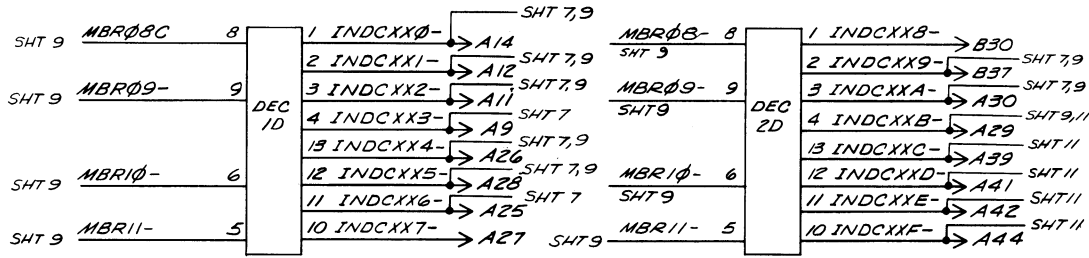 SHT 7,9
SHT 9 MBRØ8C 8 1 INDCXXØ- A14
2 INDCXX1- A12 SHT 7,9
SHT 9 MBRØ9- 9 3 INDCXX2- A11 SHT 7,9
DEC 1D
4 INDCXX3- A9 SHT 7
13 INDCXX4- A26 SHT 7,9
SHT 9 MBR1Ø- 6 12 INDCXX5- A28 SHT 7,9
11 INDCXX6- A25 SHT 7
SHT 9 MBR11- 5 10 INDCXX7- A27
MBRØ8- 8 1 INDCXX8- B30
SHT 9
2 INDCXX9- B37 SHT 7,9
MBRØ9- 9 3 INDCXXA- A30 SHT 7,9
SHT9
DEC 2D
4 INDCXXB- A29 SHT 9,11
13 INDCXXC- A39 SHT 11
MBR1Ø- 6 12 INDCXXD- A41 SHT 11
SHT9
11 INDCXXE- A42 SHT 11
SHT 9 MBR11- 5 10 INDCXXF- A44 SHT 11